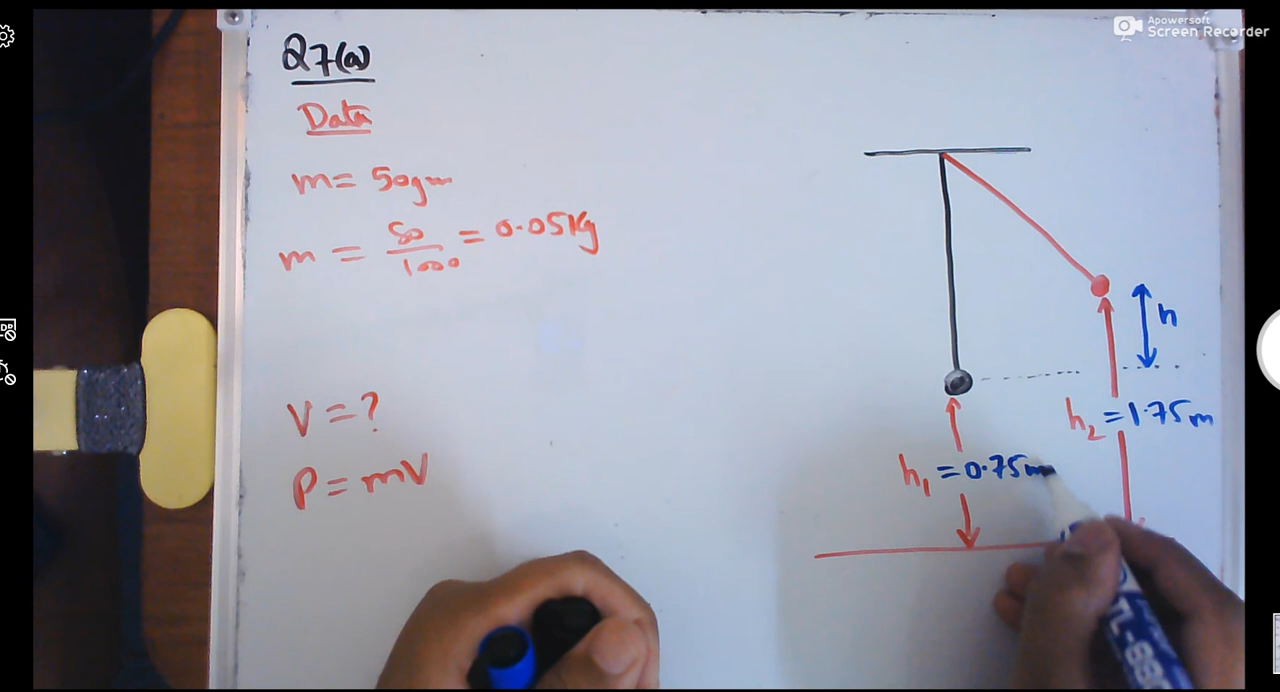 Apowersoft
Screen Recorder
Q7(a)
Data
m = 50gm
m = 50/1000 = 0.05Kg
h
V = ?
h₂ = 1.75m
P = mV
h₁ = 0.75m